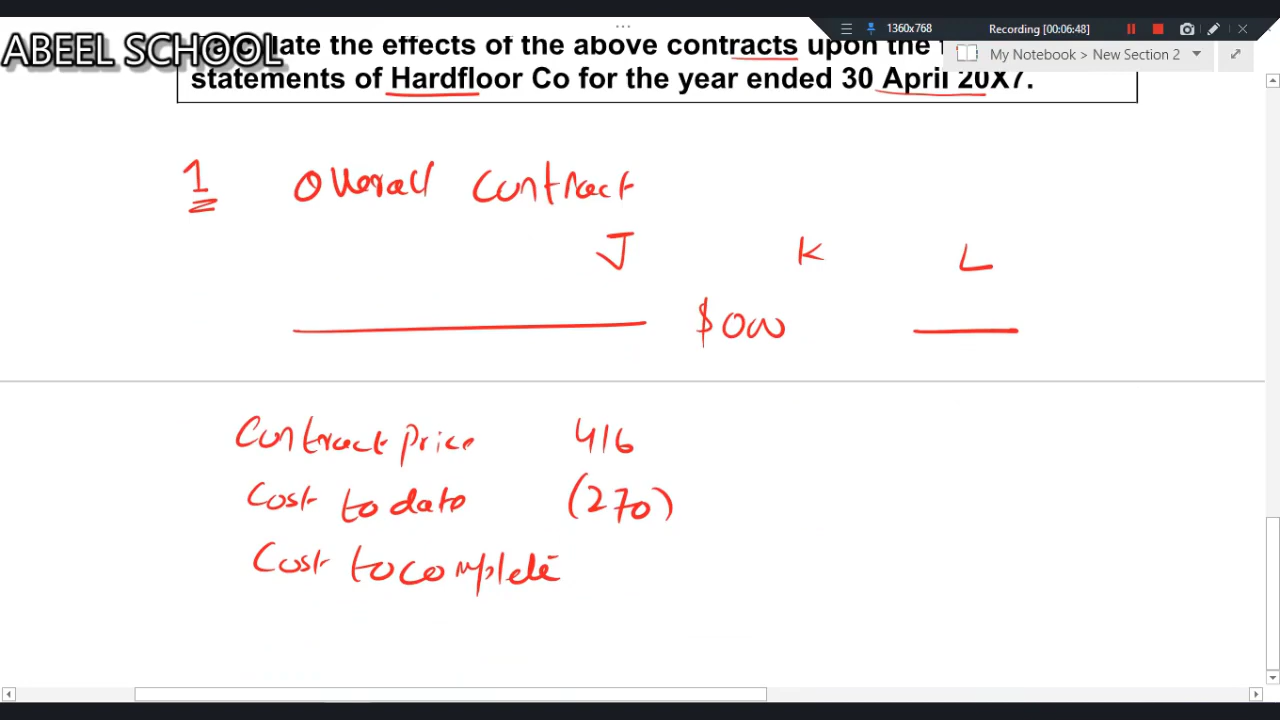 1360x768
Recording [00:06:48]
ABEEL SCHOOL
the effects of the above contracts upon the
My Notebook > New Section 2
statements of Hardfloor Co for the year ended 30 April 20X7.
1 Overall contract
J K L
$000
Contract price 416
Cost to date (270)
Cost to complete